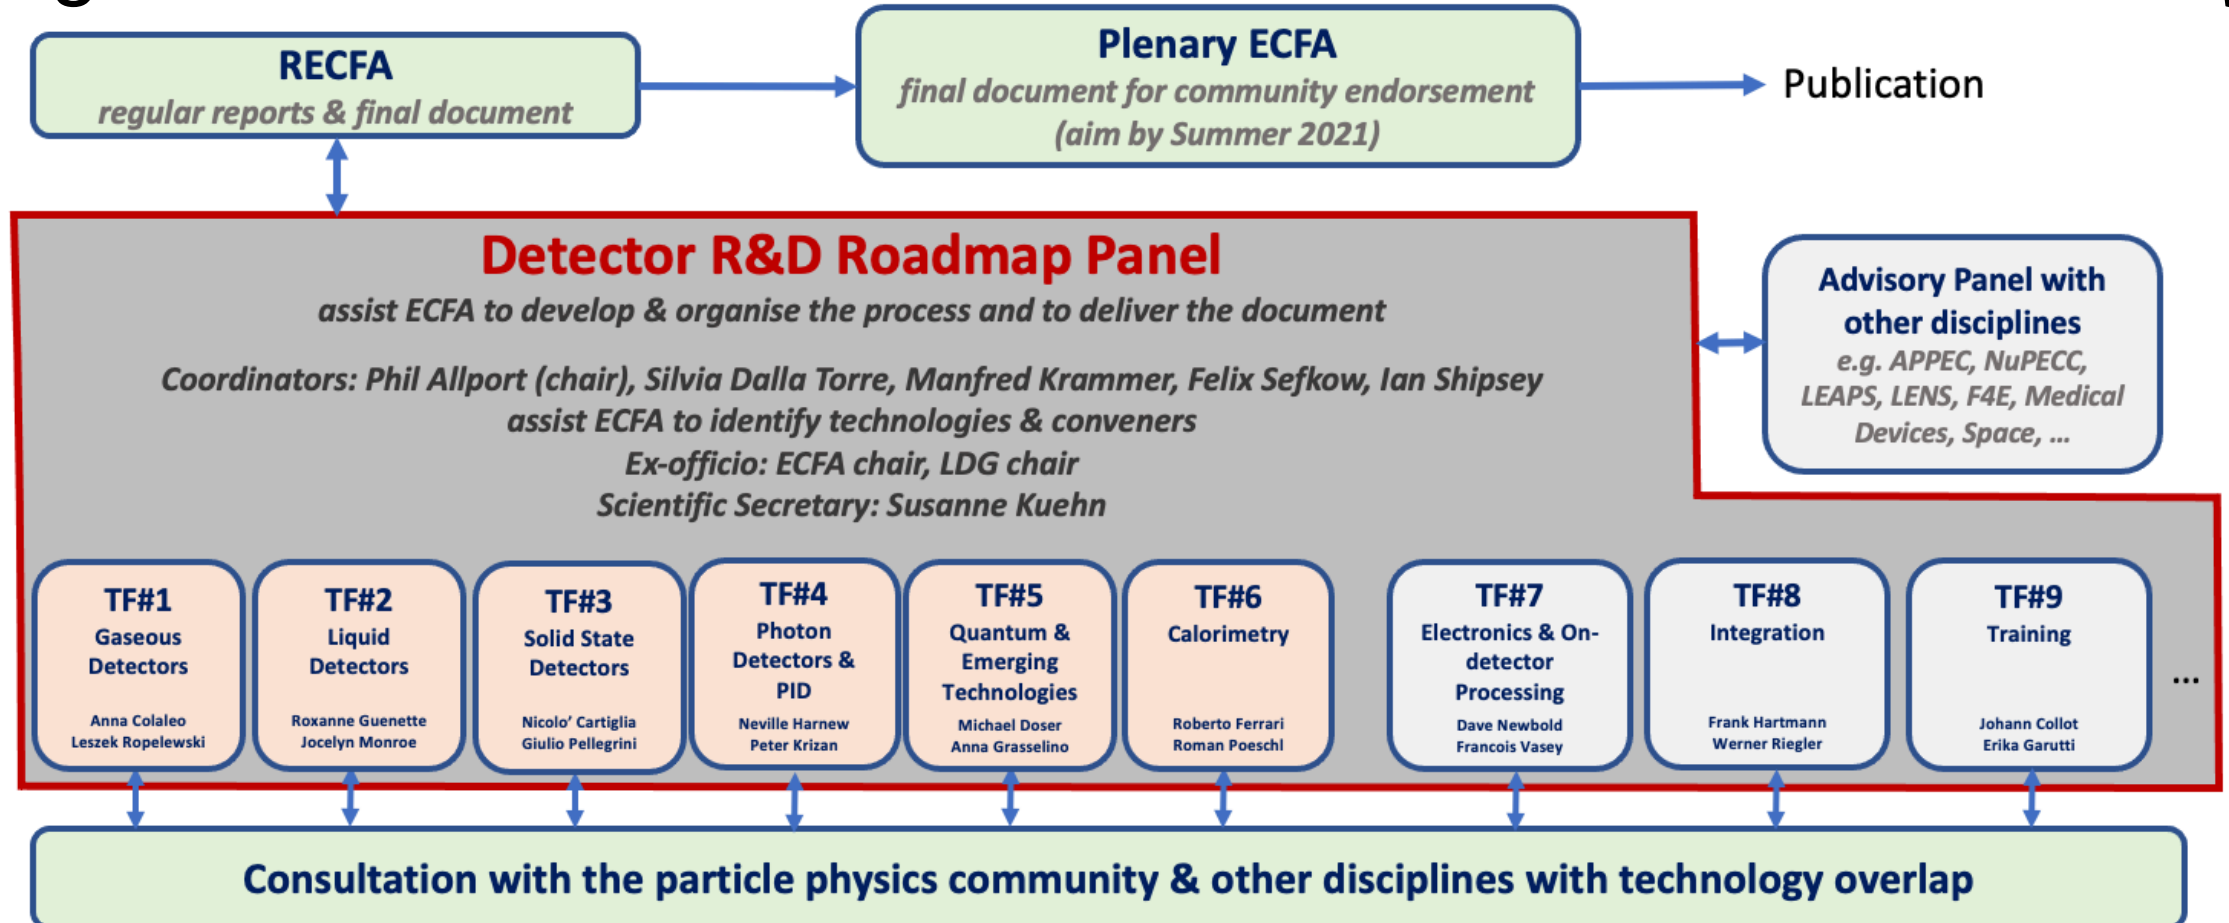 RECFA
regular reports & final document
Plenary ECFA
final document for community endorsement
(aim by Summer 2021)
Publication
Detector R&D Roadmap Panel
assist ECFA to develop & organise the process and to deliver the document
Coordinators: Phil Allport (chair), Silvia Dalla Torre, Manfred Krammer, Felix Sefkow, Ian Shipsey
assist ECFA to identify technologies & conveners
Ex-officio: ECFA chair, LDG chair
Scientific Secretary: Susanne Kuehn
Advisory Panel with
other disciplines
e.g. APPEC, NuPECC,
LEAPS, LENS, F4E, Medical
Devices, Space, ...
TF#1
Gaseous
Detectors
Anna Colaleo
Leszek Ropelewski
TF#2
Liquid
Detectors
Roxanne Guenette
Jocelyn Monroe
TF#3
Solid State
Detectors
Nicolo’ Cartiglia
Giulio Pellegrini
TF#4
Photon
Detectors &
PID
Neville Harnew
Peter Krizan
TF#5
Quantum &
Emerging
Technologies
Michael Doser
Anna Grasselino
TF#6
Calorimetry
Roberto Ferrari
Roman Poeschl
TF#7
Electronics & On-
detector
Processing
Dave Newbold
Francois Vasey
TF#8
Integration
Frank Hartmann
Werner Riegler
TF#9
Training
Johann Collot
Erika Garutti
...
Consultation with the particle physics community & other disciplines with technology overlap